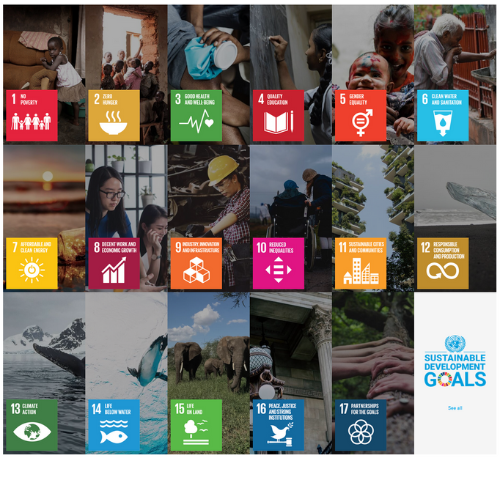 1 NO
POVERTY
2 ZERO
HUNGER
3 GOOD HEALTH
AND WELL-BEING
4 QUALITY
EDUCATION
5 GENDER
EQUALITY
6 CLEAN WATER
AND SANITATION
7 AFFORDABLE AND
CLEAN ENERGY
8 DECENT WORK AND
ECONOMIC GROWTH
9 INDUSTRY, INNOVATION
AND INFRASTRUCTURE
10 REDUCED
INEQUALITIES
11 SUSTAINABLE CITIES
AND COMMUNITIES
12 RESPONSIBLE
CONSUMPTION
AND PRODUCTION
13 CLIMATE
ACTION
14 LIFE
BELOW WATER
15 LIFE
ON LAND
16 PEACE, JUSTICE
AND STRONG
INSTITUTIONS
17 PARTNERSHIPS
FOR THE GOALS
SUSTAINABLE
DEVELOPMENT
GOALS
See all